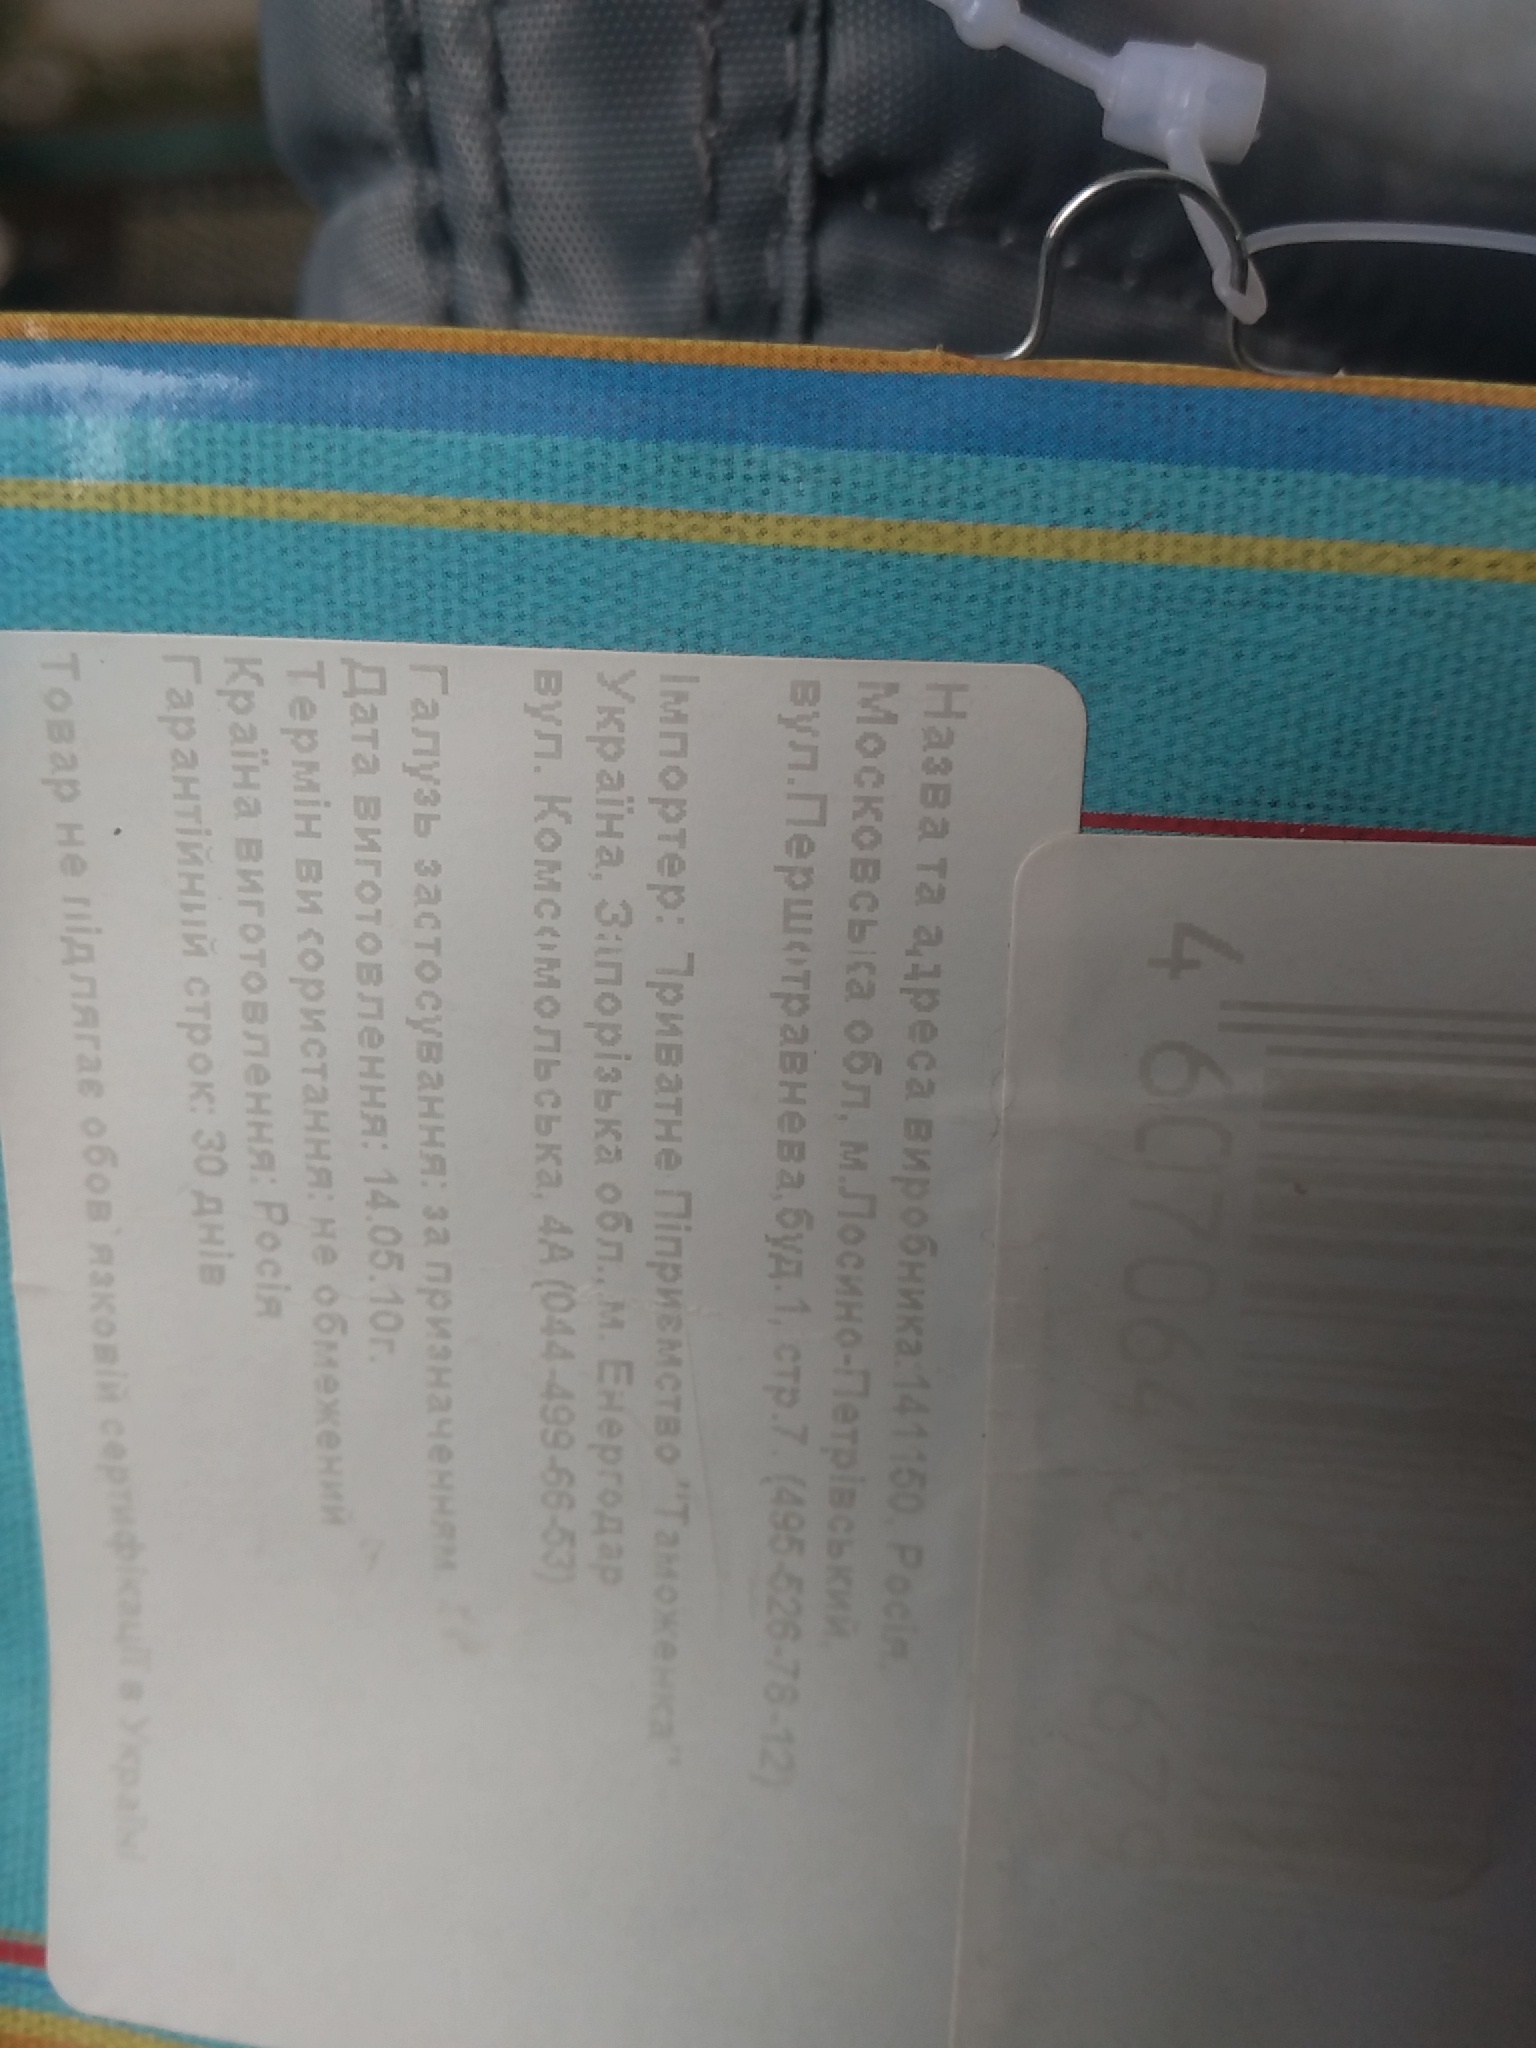 4 607064 834679
Назва та адреса виробника:141150, Росія,
Московська обл, м.Лосино-Петрівський,
вул.Першотравнева,буд.1, стр.7. (495-526-78-12)
Імпортер: Приватне Підприємство "Таможенка"
Україна, Запорізька обл., м. Енергодар
вул. Комсомольська, 4А (044-499-66-53)
Галузь застосування: за призначенням
Дата виготовлення: 14.05.10г.
Термін використання: не обмежений
Країна виготовлення: Росія
Гарантійний строк: 30 днів
Товар не підлягає обов`язковій сертифікації в Україні